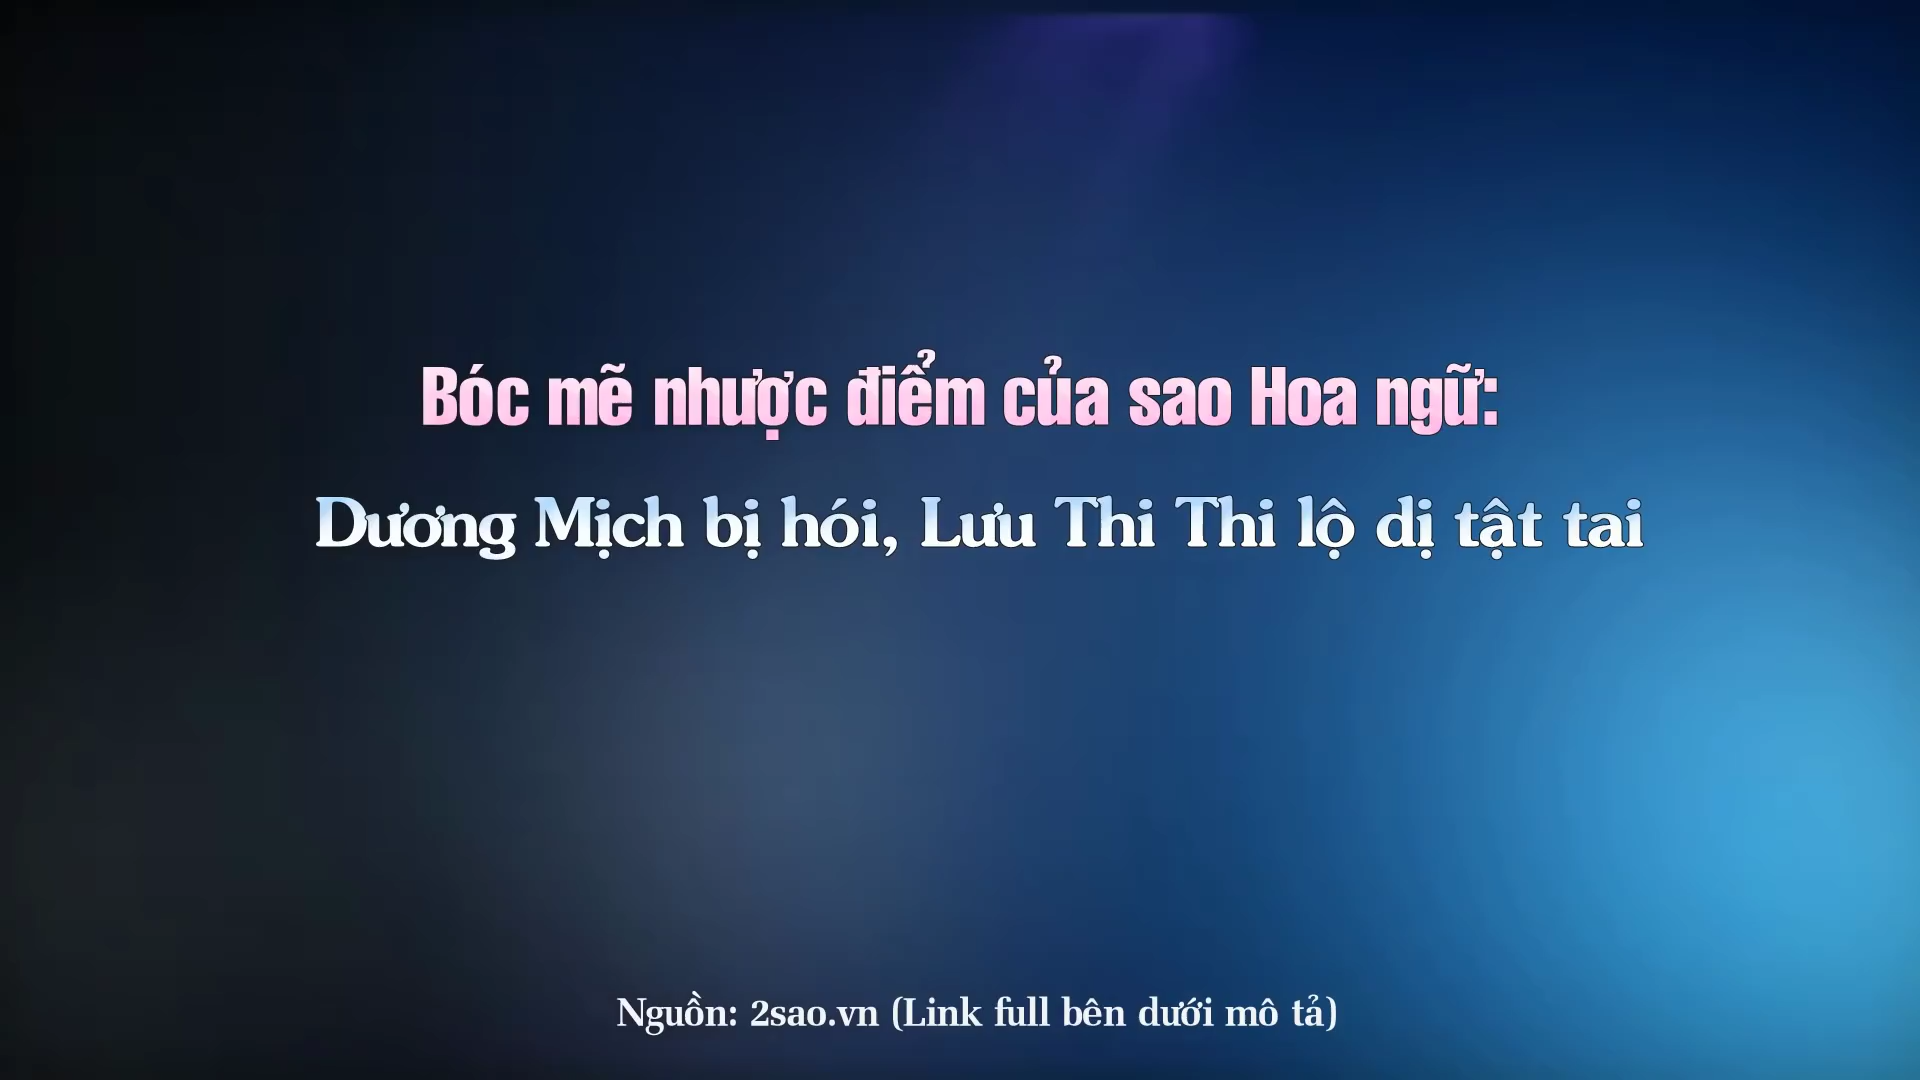 Bóc mẽ nhược điểm của sao Hoa ngữ:
Dương Mịch bị hói, Lưu Thi Thi lộ dị tật tai
Nguồn: 2sao.vn (Link full bên dưới mô tả)